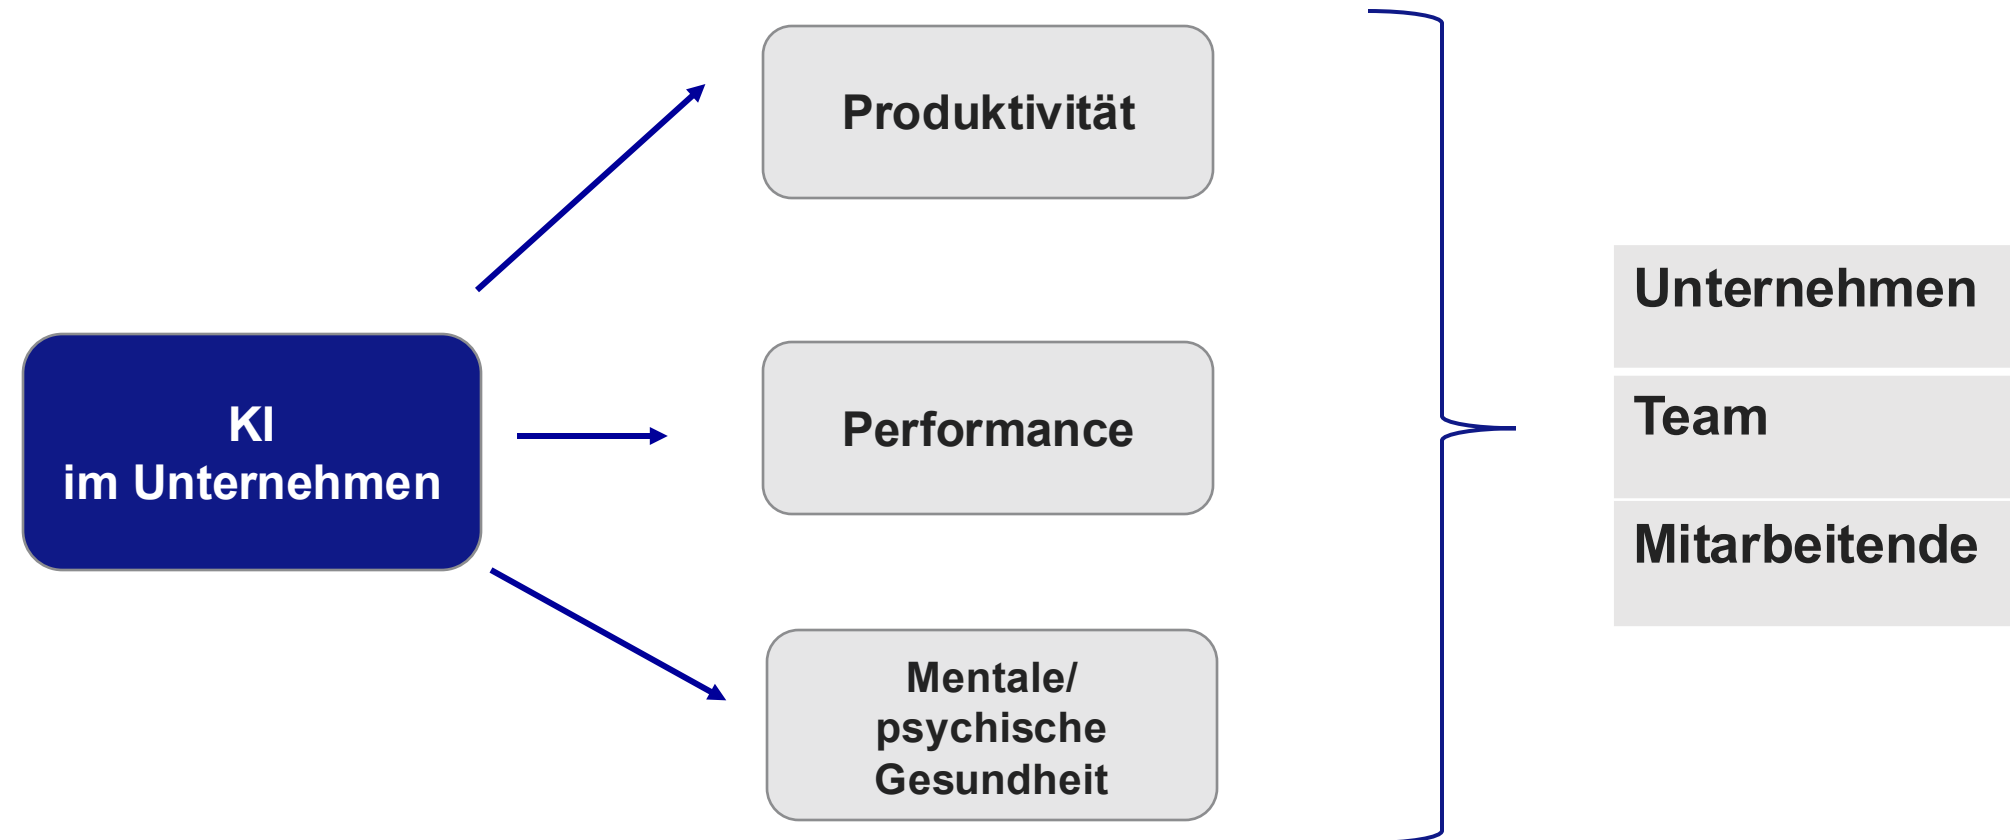 Produktivität
KI
im Unternehmen
Performance
Mentale/
psychische
Gesundheit
Unternehmen
Team
Mitarbeitende